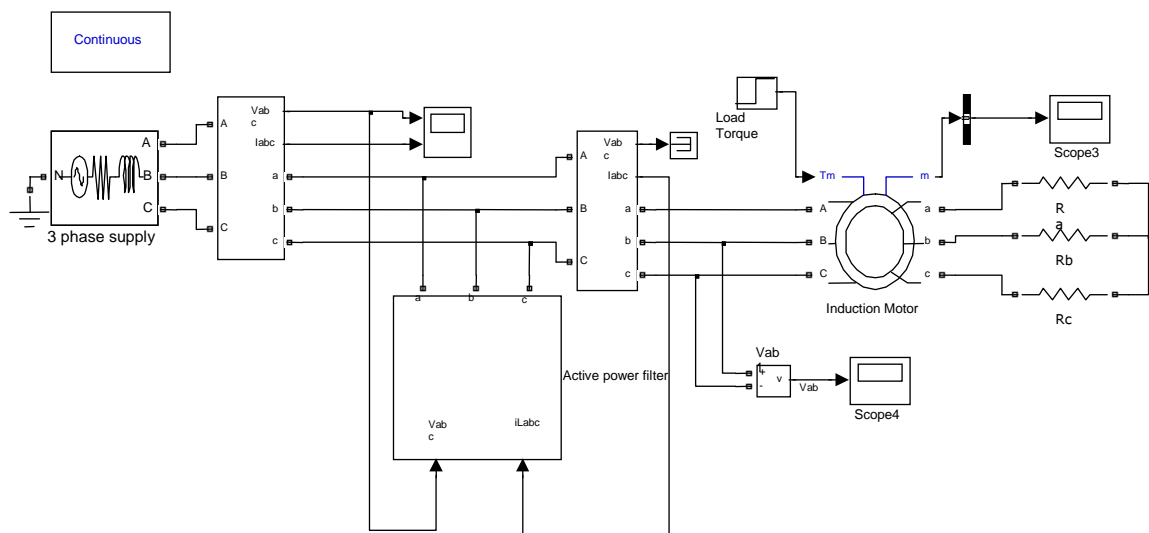 Continuous
A
B
C
N
3 phase supply
A
B
C
Vab
c
Iabc
a
b
c
A
B
C
Vab
c
Iabc
a
b
c
Load
Torque
Tm
m
A
B
C
a
b
c
Induction Motor
Scope3
R
a
Rb
Rc
a
b
c
Active power filter
Vab
c
iLabc
Vab
+
-
v
Vab
Scope4